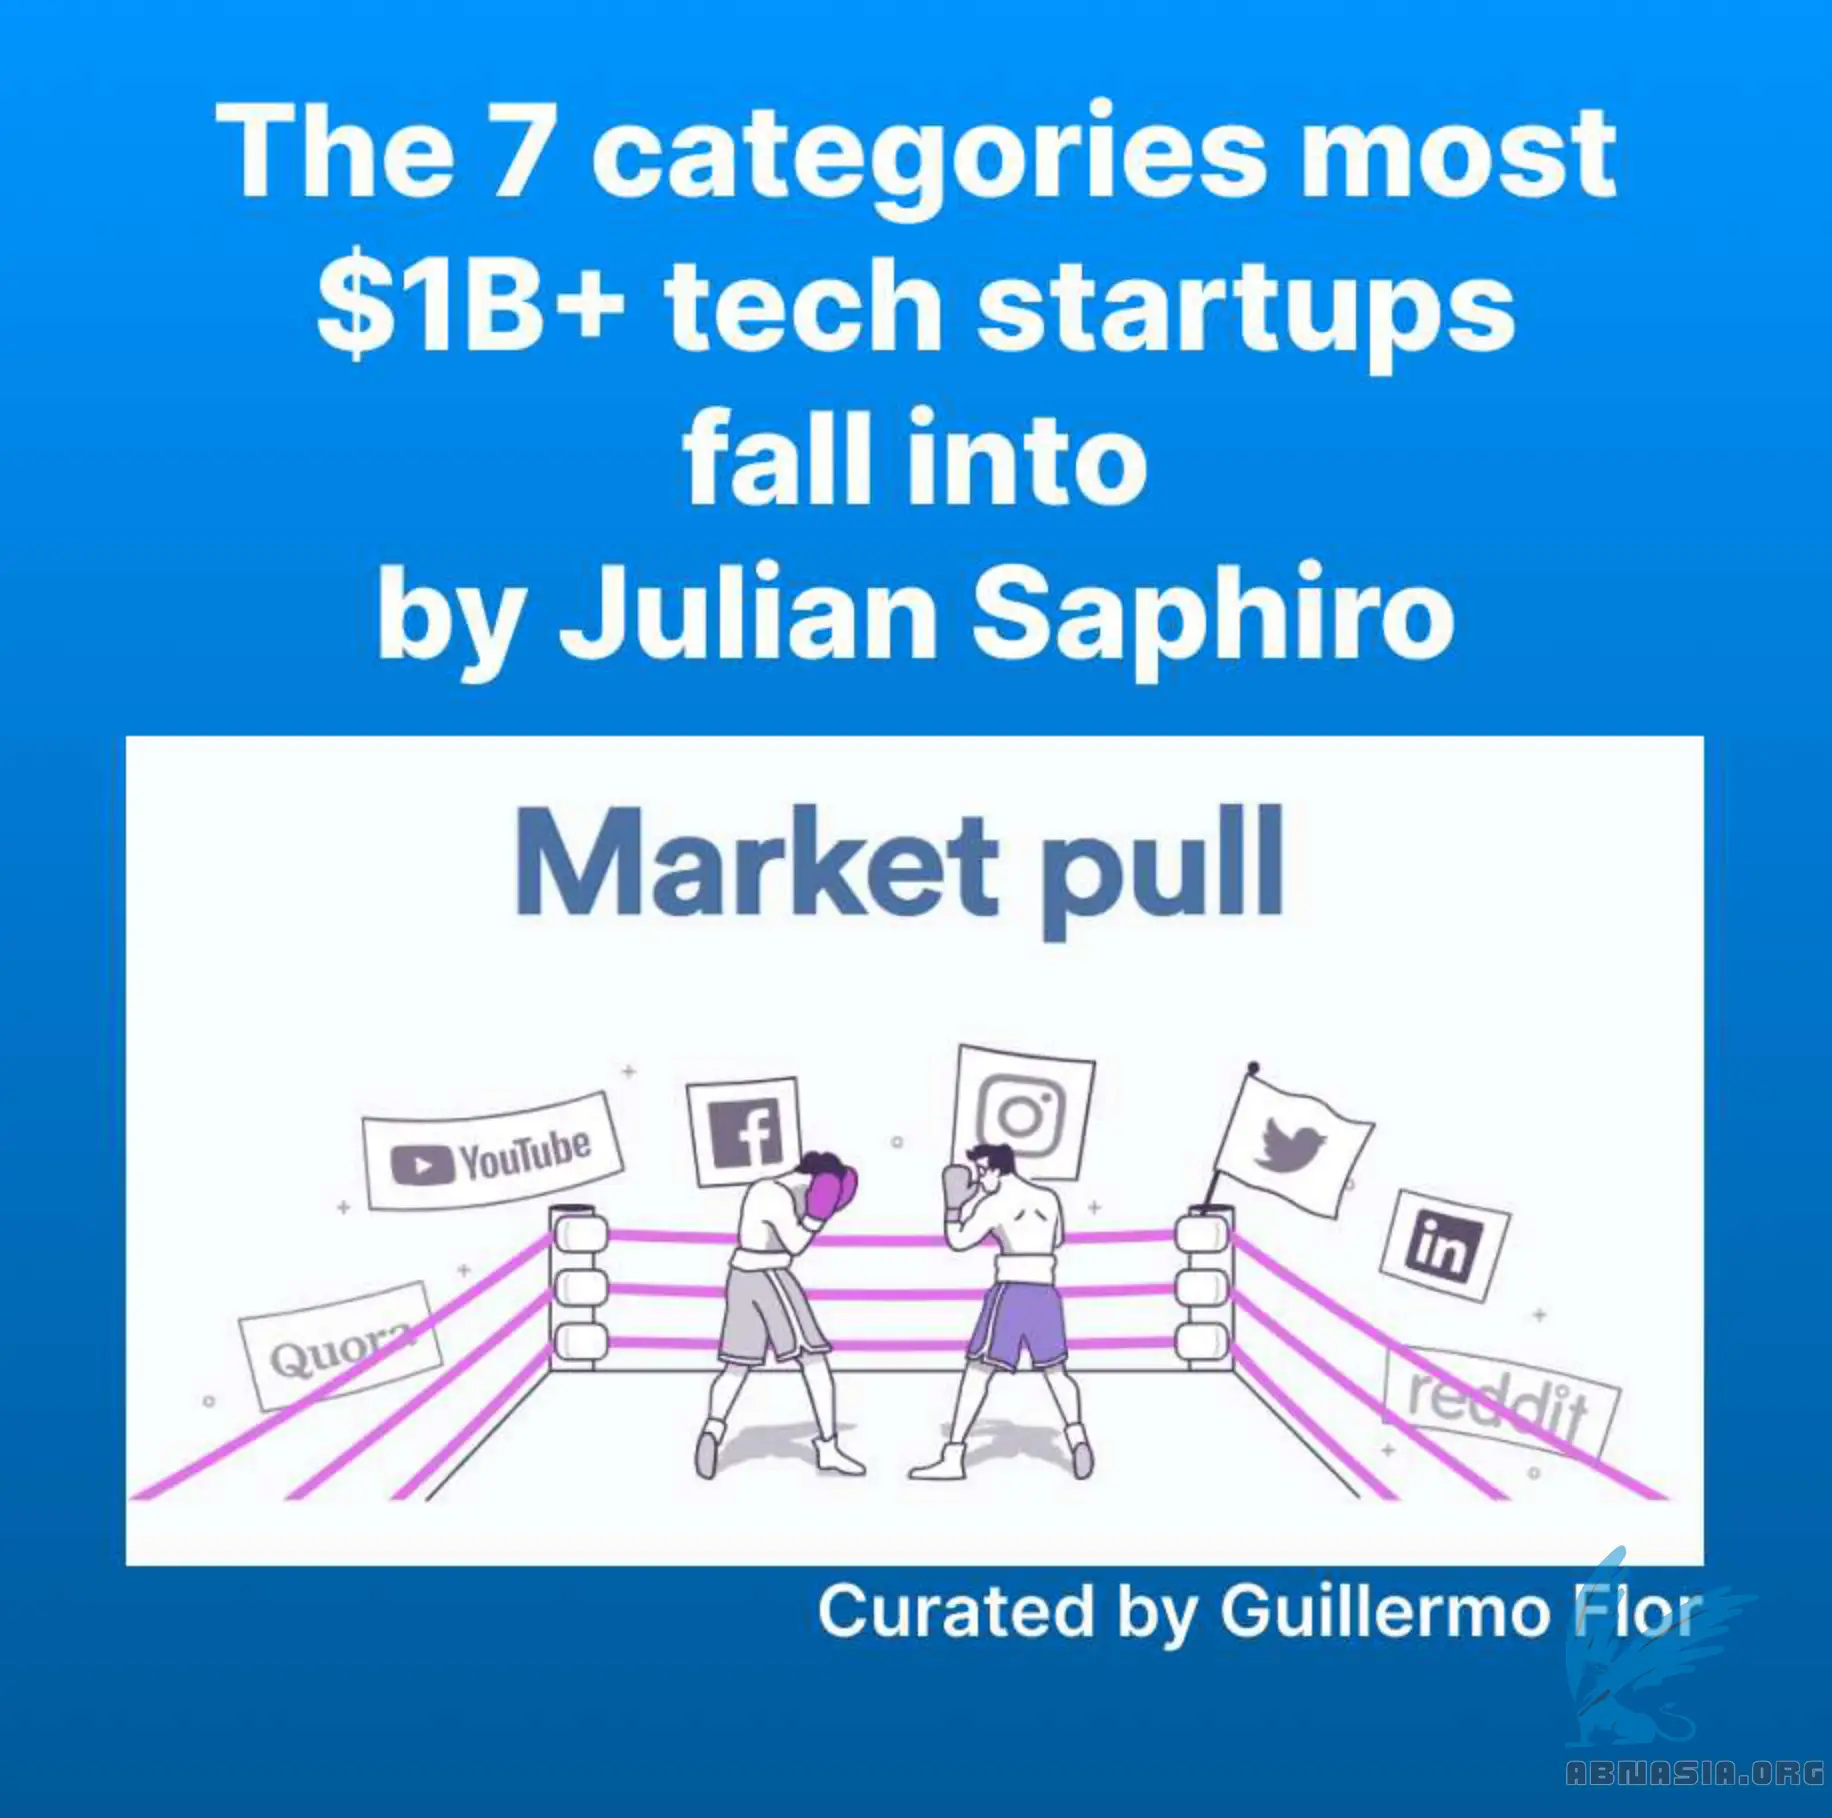 The 7 categories most
$1B+ tech startups
fall into
by Julian Saphiro
Market pull
YouTube
f
in
Quora
reddit
Curated by Guillermo Flor
ABNASIA.ORG